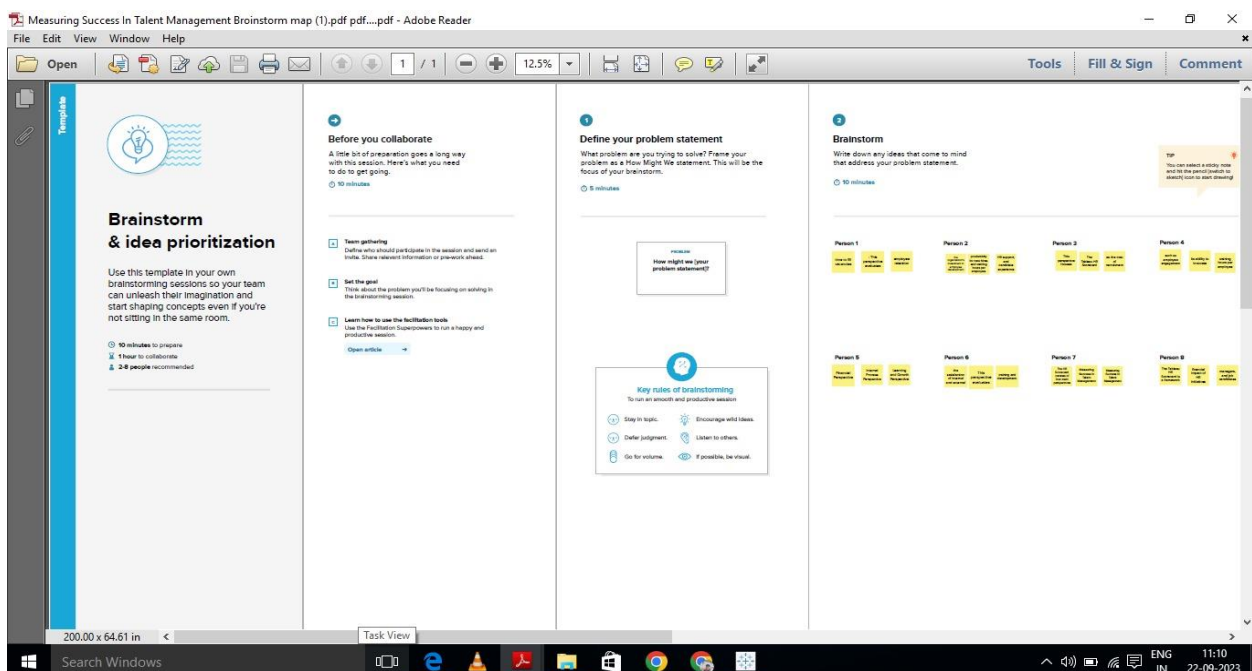 Measuring Success In Talent Management Broinstorm map (1).pdf pdf....pdf - Adobe Reader
File Edit View Window Help
Open 1 / 1 12.5% Tools Fill & Sign Comment
Template
Brainstorm
& idea prioritization
Use this template in your own
brainstorming sessions so your team
can unleash their imagination and
start shaping concepts even if you're
not sitting in the same room.
10 minutes to prepare
1 hour to collaborate
2-8 people recommended
Before you collaborate
A little bit of preparation goes a long way
with this session. Here's what you need
to do to get going.
10 minutes
Team gathering
Define who should participate in the session and send an
invite. Share relevant information or pre-work ahead.
Set the goal
Think about the problem you'll be focusing on solving in
the brainstorming session.
Learn how to use the facilitation tools
Use the Facilitation Superpowers to run a happy and
productive session.
Open article
1
Define your problem statement
What problem are you trying to solve? Frame your
problem as a How Might We statement. This will be the
focus of your brainstorm.
5 minutes
PROBLEM
How might we [your
problem statement]?
Key rules of brainstorming
To run an smooth and productive session
Stay in topic. Encourage wild ideas.
Defer judgment. Listen to others.
Go for volume. If possible, be visual.
2
Brainstorm
Write down any ideas that come to mind
that address your problem statement.
10 minutes
TIP
You can select a sticky note
and hit the pencil [switch to
sketch] icon to start drawing!
Person 1 Person 2 Person 3 Person 4
Person 5 Person 6 Person 7 Person 8
Financial
Perspective
Internal
Process
Perspective
Learning
and Growth
Perspective
200.00 x 64.61 in
Task View
Search Windows
ENG
IN
11:10
22-09-2023